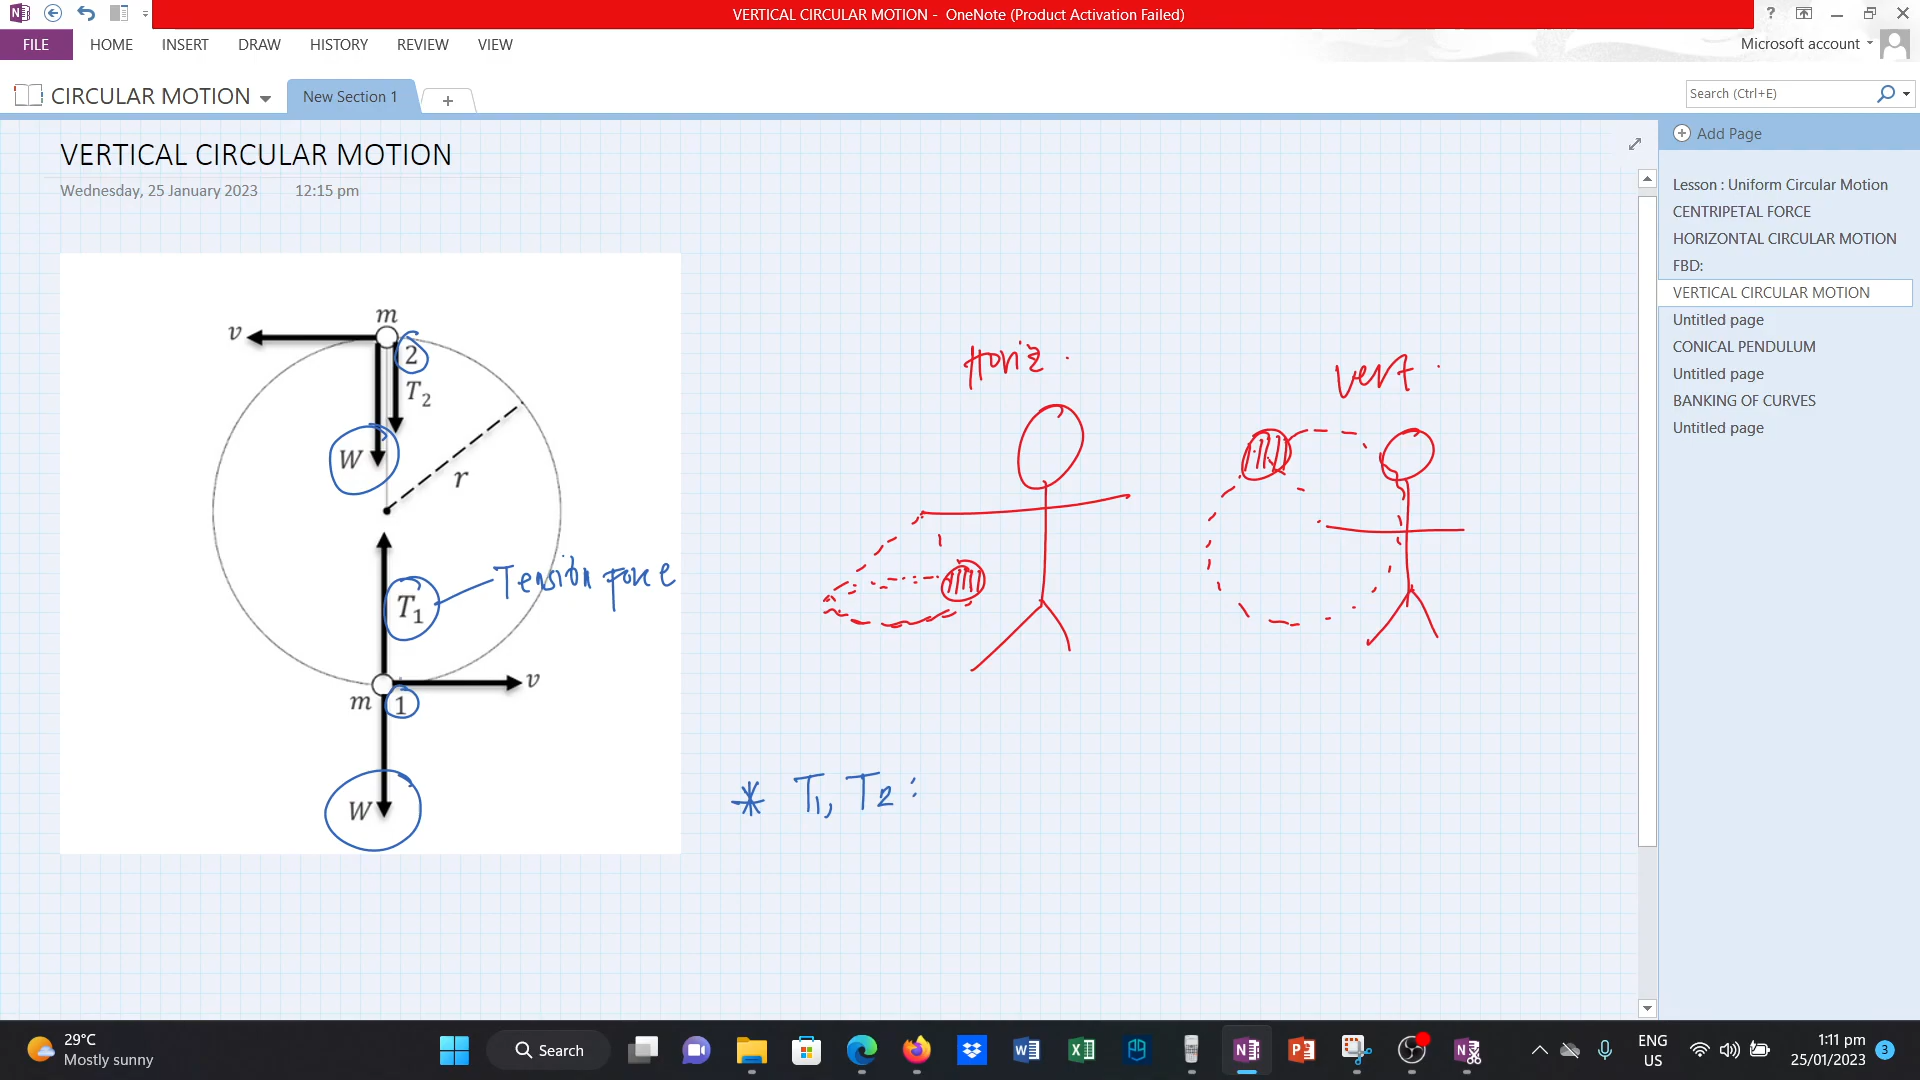 VERTICAL CIRCULAR MOTION - OneNote (Product Activation Failed)
FILE HOME INSERT DRAW HISTORY REVIEW VIEW
Microsoft account
CIRCULAR MOTION
New Section 1
Search (Ctrl+E)
VERTICAL CIRCULAR MOTION
Wednesday, 25 January 2023 12:15 pm
Add Page
Lesson : Uniform Circular Motion
CENTRIPETAL FORCE
HORIZONTAL CIRCULAR MOTION
FBD:
VERTICAL CIRCULAR MOTION
Untitled page
CONICAL PENDULUM
Untitled page
BANKING OF CURVES
Untitled page
m
v
2
T₂
W
r
Tension force
T₁
v
m
1
W
Horiz.
vert.
* T₁, T₂ :
29°C
Mostly sunny
Search
ENG
US
1:11 pm
25/01/2023
3